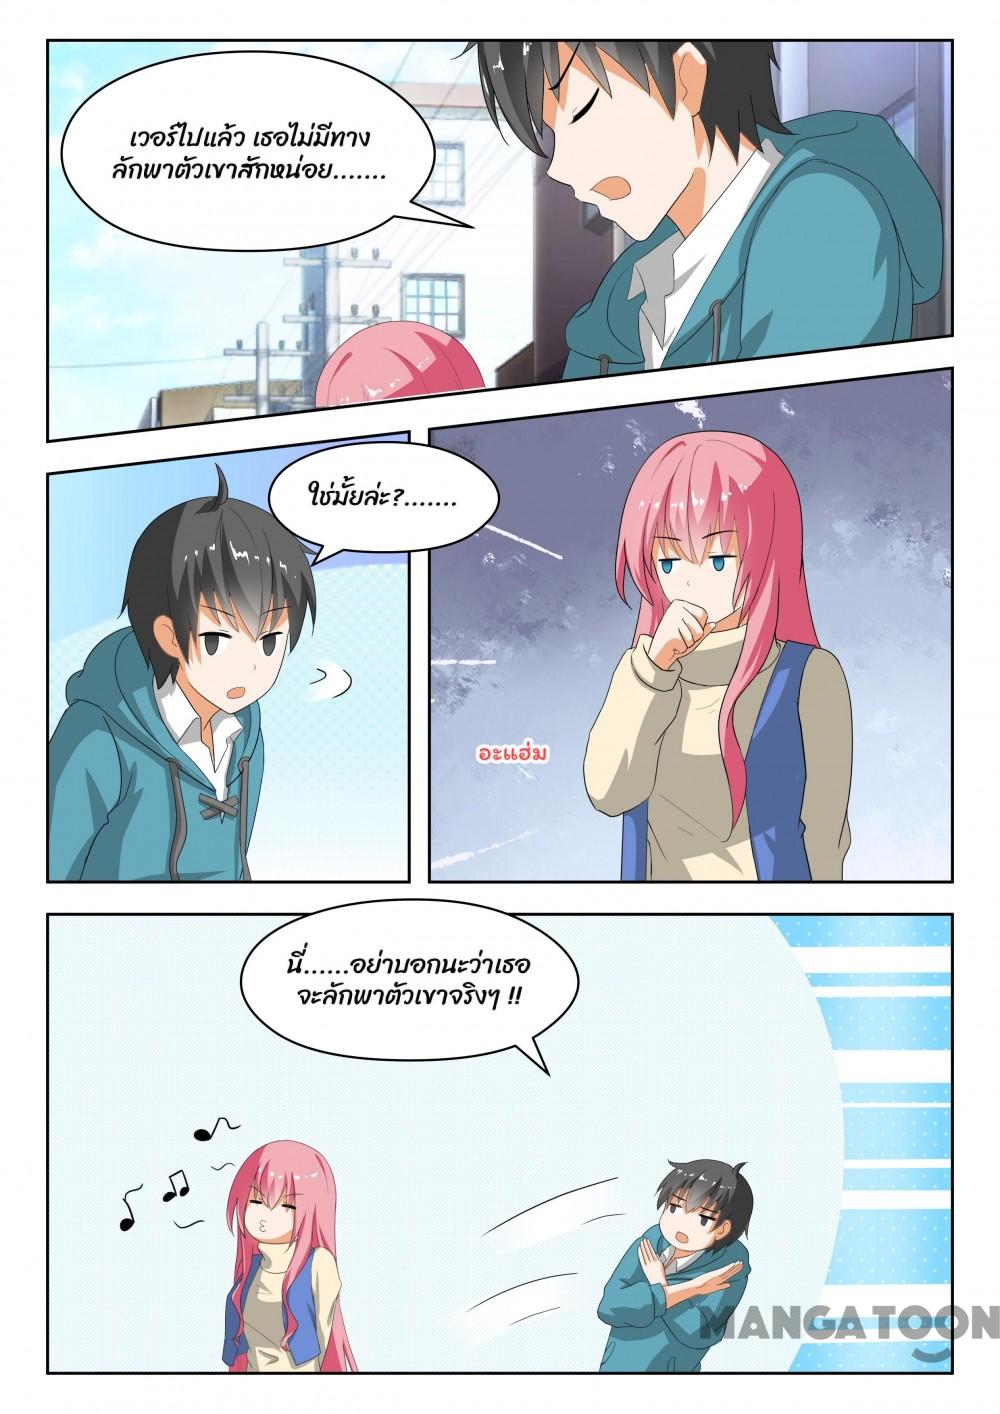 เวอร์ไปแล้ว เธอไม่มีทาง
ลักพาตัวเขาสักหน่อย.......
ใช่มั้ยล่ะ?.......
อะแฮ่ม
นี่......อย่าบอกนะว่าเธอ
จะลักพาตัวเขาจริงๆ !!
MANGATOON